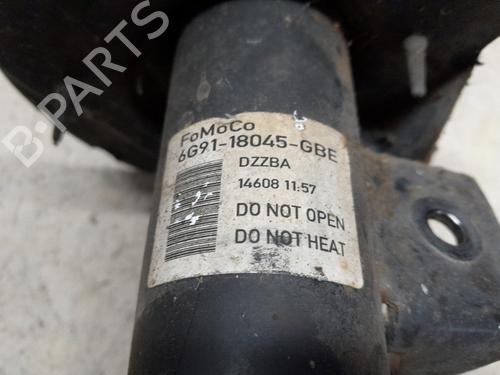 FoMoCo
6G91-18045-GBE
DZZBA
14608 11:57
DO NOT OPEN
DO NOT HEAT
B-PARTS